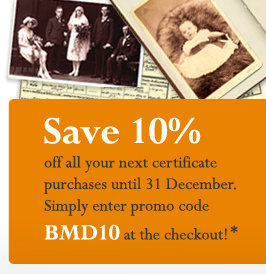 Save 10%
off all your next certificate
purchases until 31 December.
Simply enter promo code
BMD10 at the checkout!*